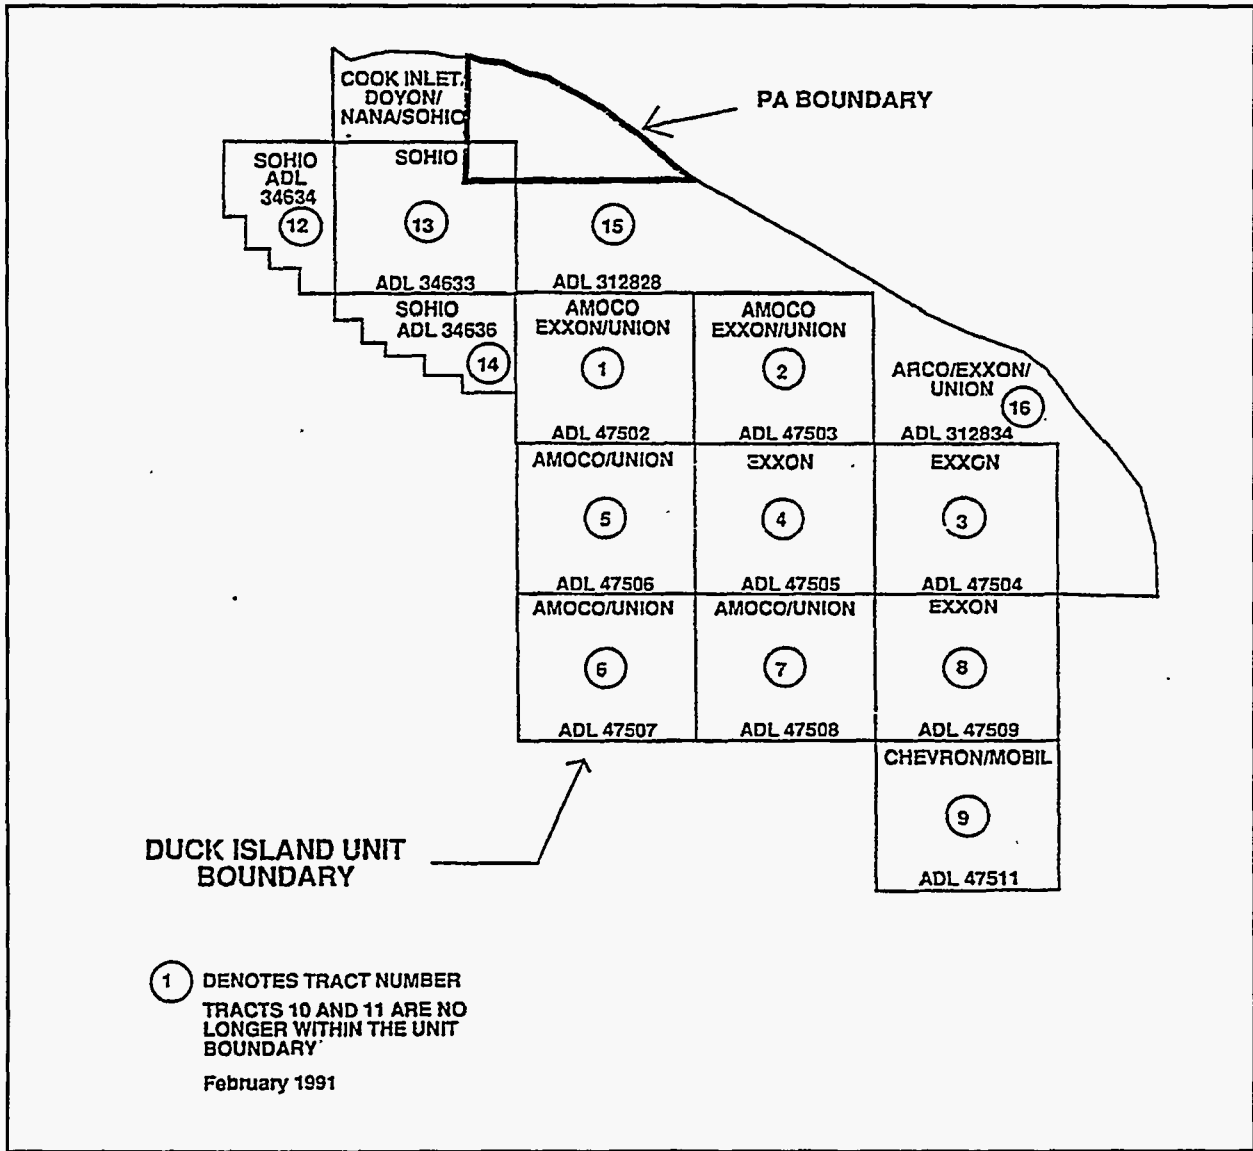 COOK INLET/
DOYON/
NANA/SOHIO
PA BOUNDARY
SOHIO
ADL
34634
12
SOHIO
13
ADL 34633
15
ADL 312828
SOHIO
ADL 34636
14
AMOCO
EXXON/UNION
1
ADL 47502
AMOCO
EXXON/UNION
2
ADL 47503
ARCO/EXXON/
UNION
16
ADL 312834
AMOCO/UNION
5
ADL 47506
EXXON
4
ADL 47505
EXXON
3
ADL 47504
AMOCO/UNION
6
ADL 47507
AMOCO/UNION
7
ADL 47508
EXXON
8
ADL 47509
CHEVRON/MOBIL
9
ADL 47511
DUCK ISLAND UNIT
BOUNDARY
1 DENOTES TRACT NUMBER
TRACTS 10 AND 11 ARE NO
LONGER WITHIN THE UNIT
BOUNDARY
February 1991